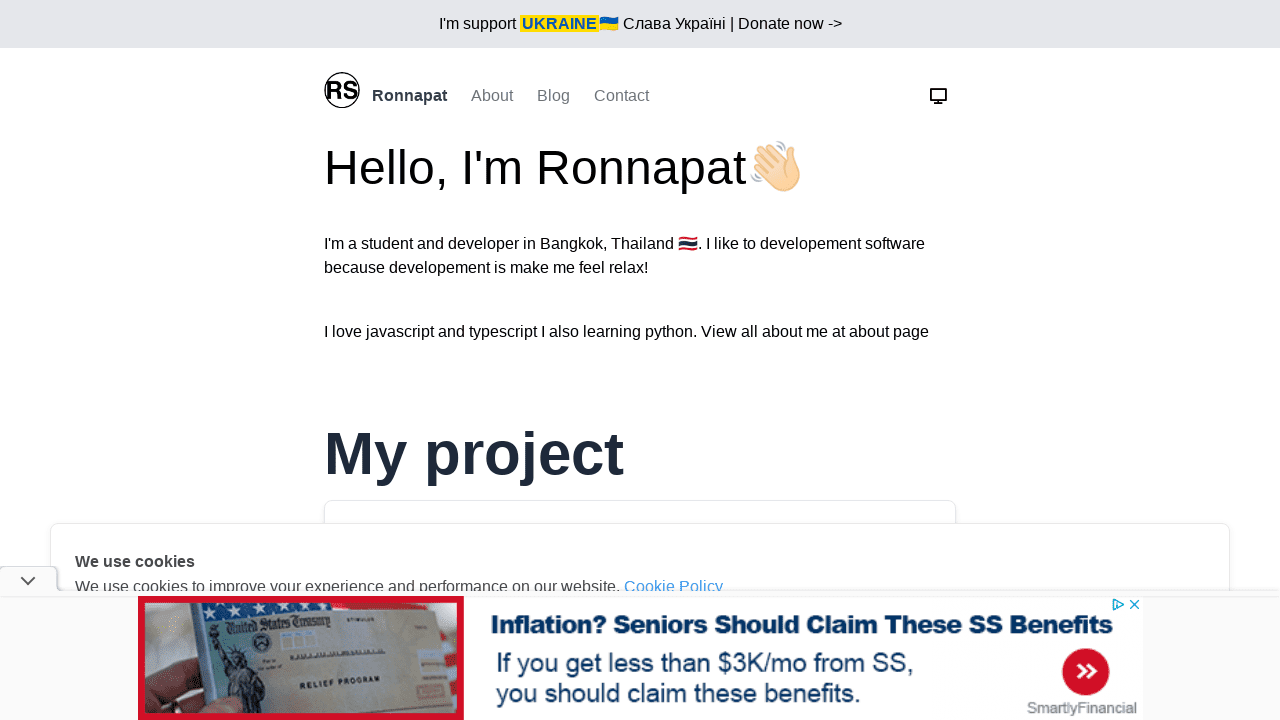 I'm support UKRAINE🇺🇦 Слава Україні | Donate now ->
RS Ronnapat About Blog Contact
Hello, I'm Ronnapat👋🏻
I'm a student and developer in Bangkok, Thailand 🇹🇭. I like to developement software
because developement is make me feel relax!
I love javascript and typescript I also learning python. View all about me at about page
My project
We use cookies
We use cookies to improve your experience and performance on our website. Cookie Policy
United States Treasury
RELIEF PROGRAM
Inflation? Seniors Should Claim These SS Benefits
If you get less than $3K/mo from SS,
you should claim these benefits.
SmartlyFinancial